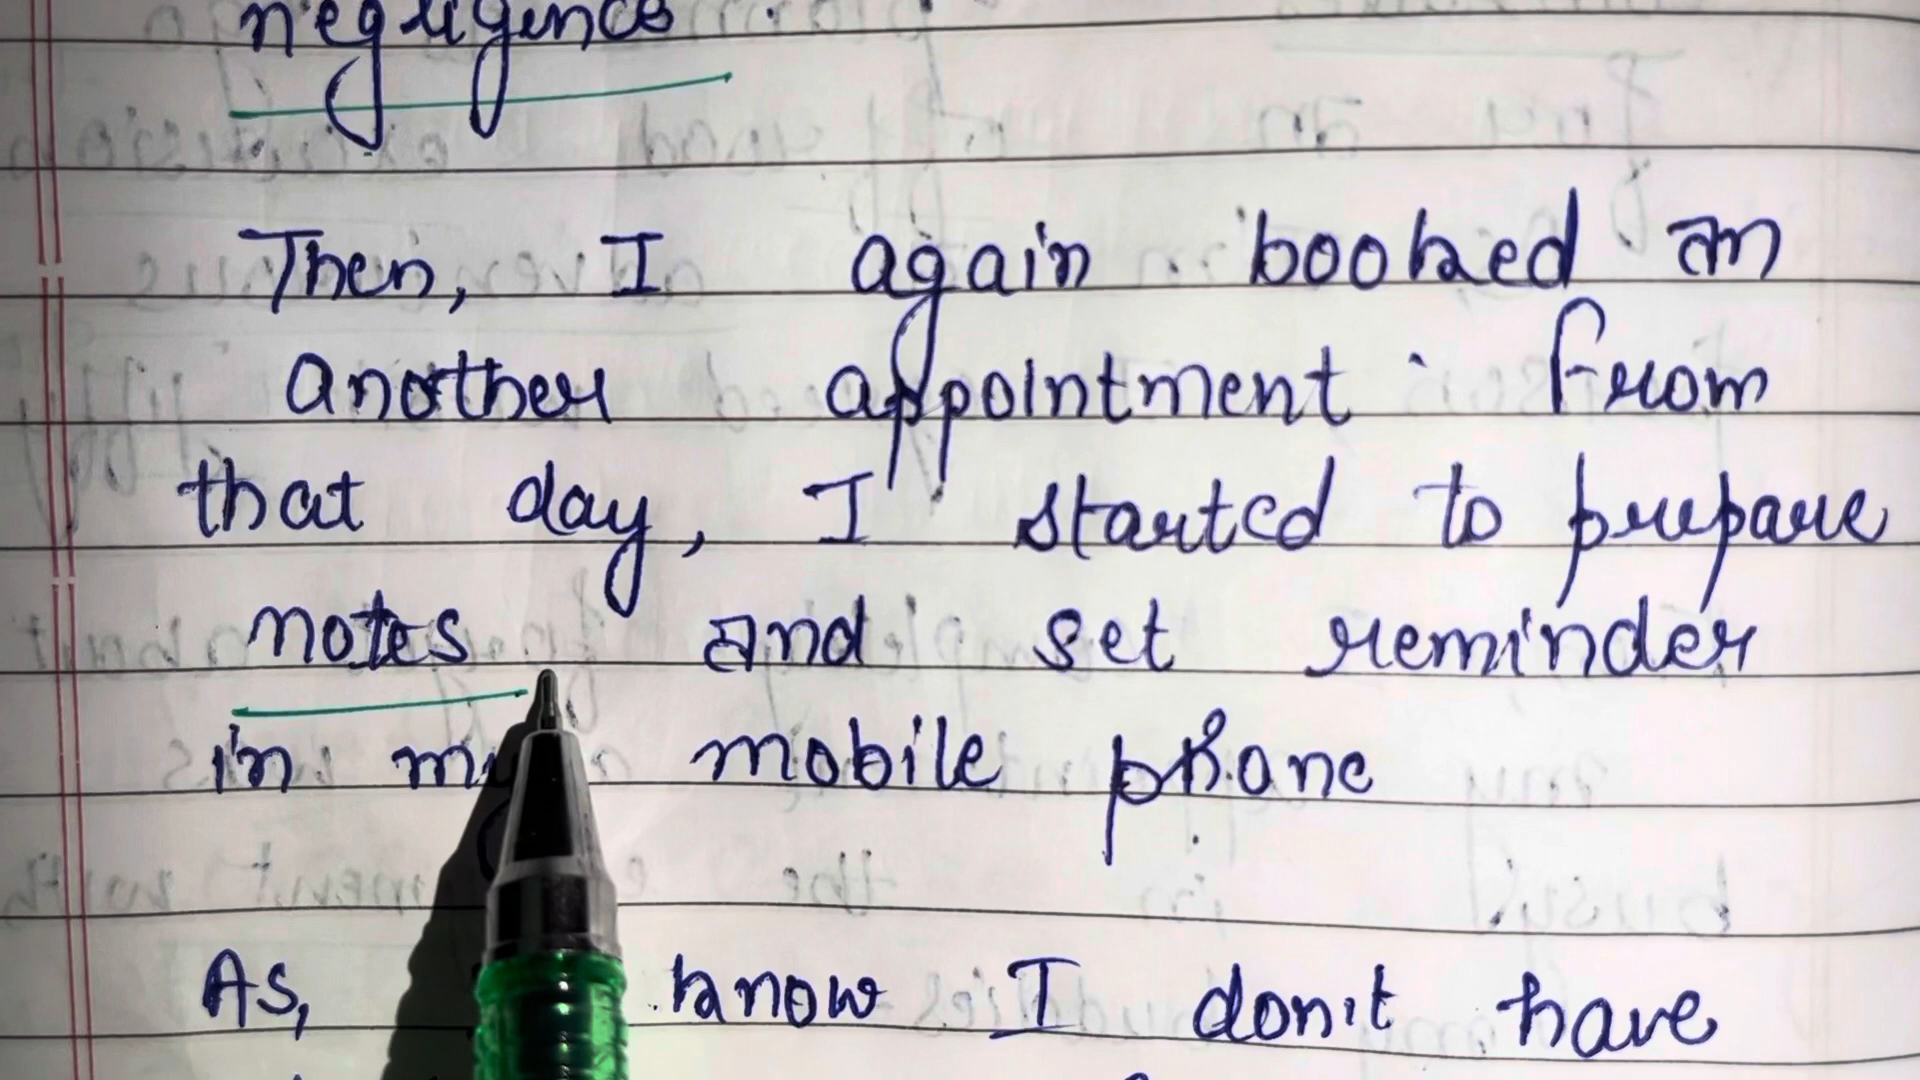 negligence
Then, I again booked an
another appointment. From
that day, I started to prepare
notes and set reminder
in my mobile phone.
As, know I don't have